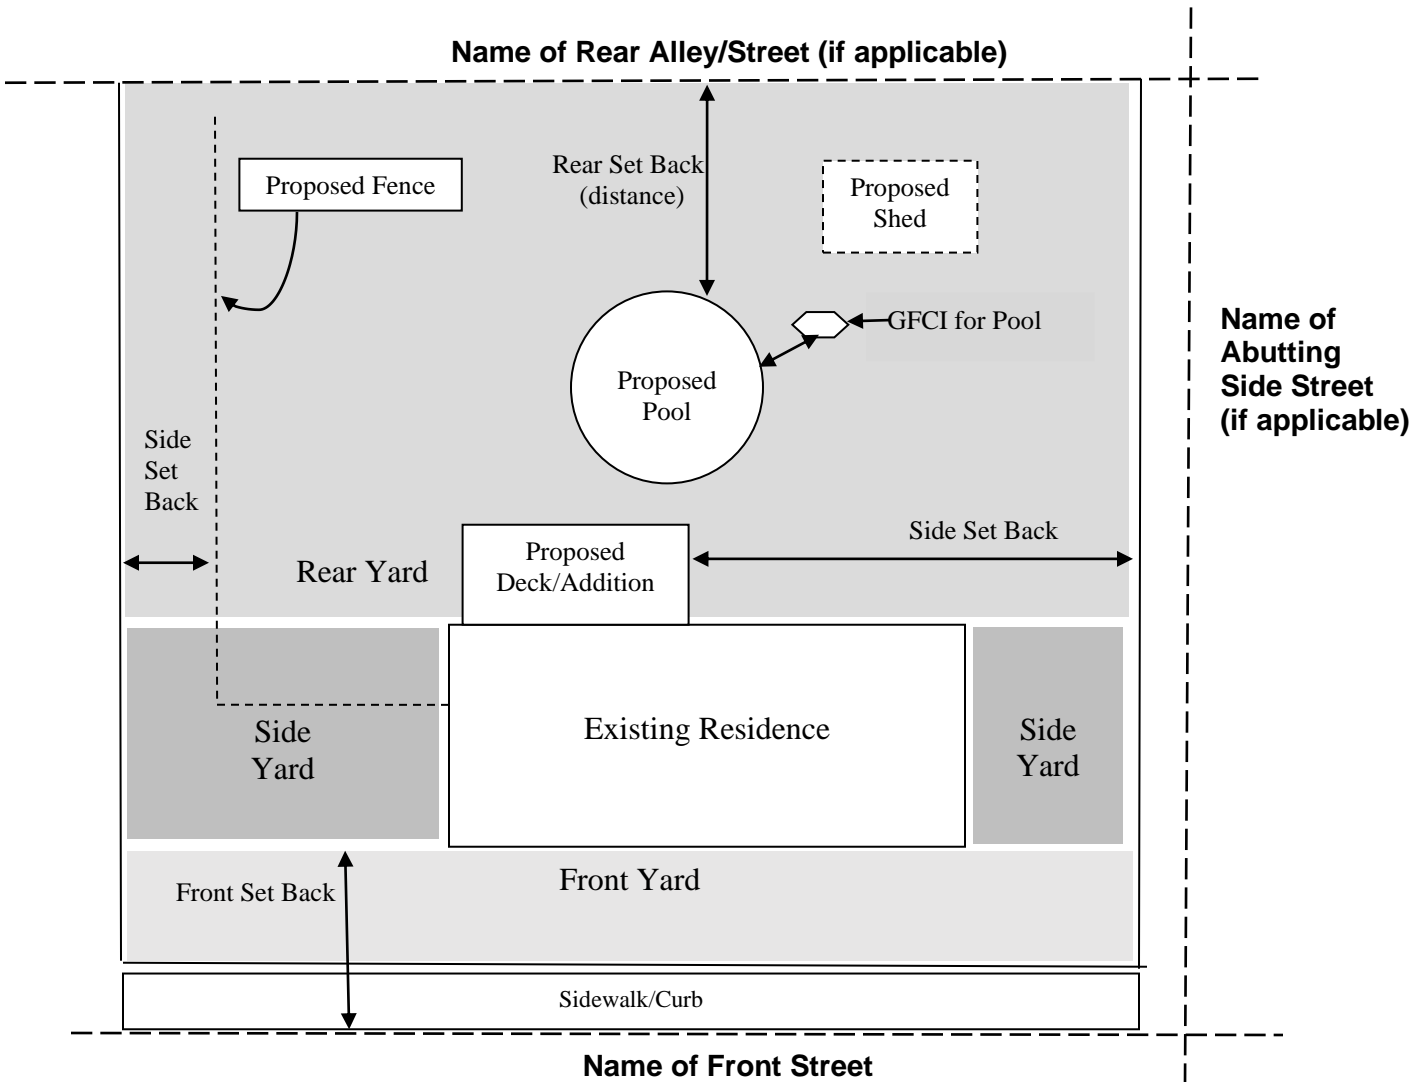 Name of Rear Alley/Street (if applicable)
Proposed Fence
Rear Set Back
(distance)
Proposed
Shed
GFCI for Pool
Name of
Abutting
Side Street
(if applicable)
Proposed
Pool
Side
Set
Back
Side Set Back
Proposed
Deck/Addition
Rear Yard
Side
Yard
Existing Residence
Side
Yard
Front Set Back
Front Yard
Sidewalk/Curb
Name of Front Street